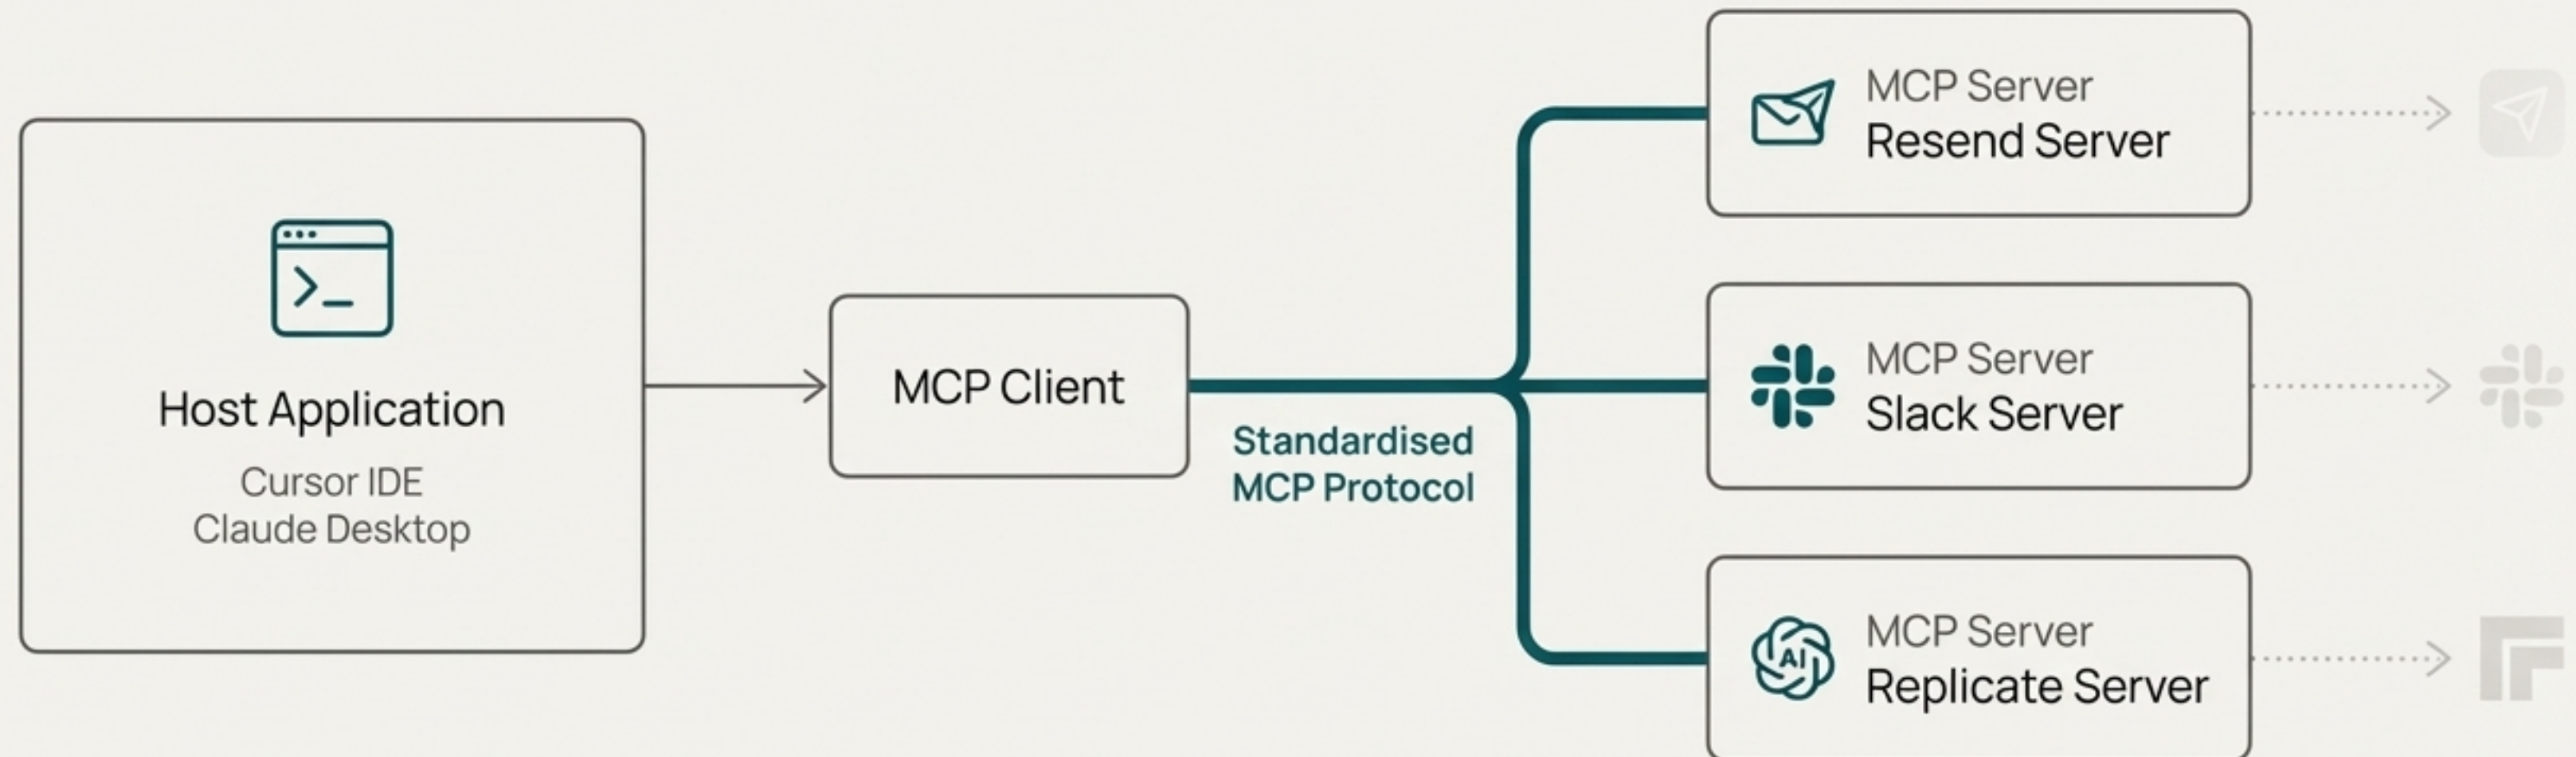 Host Application
Cursor IDE
Claude Desktop
MCP Client
Standardised
MCP Protocol
MCP Server
Resend Server
MCP Server
Slack Server
AI
MCP Server
Replicate Server